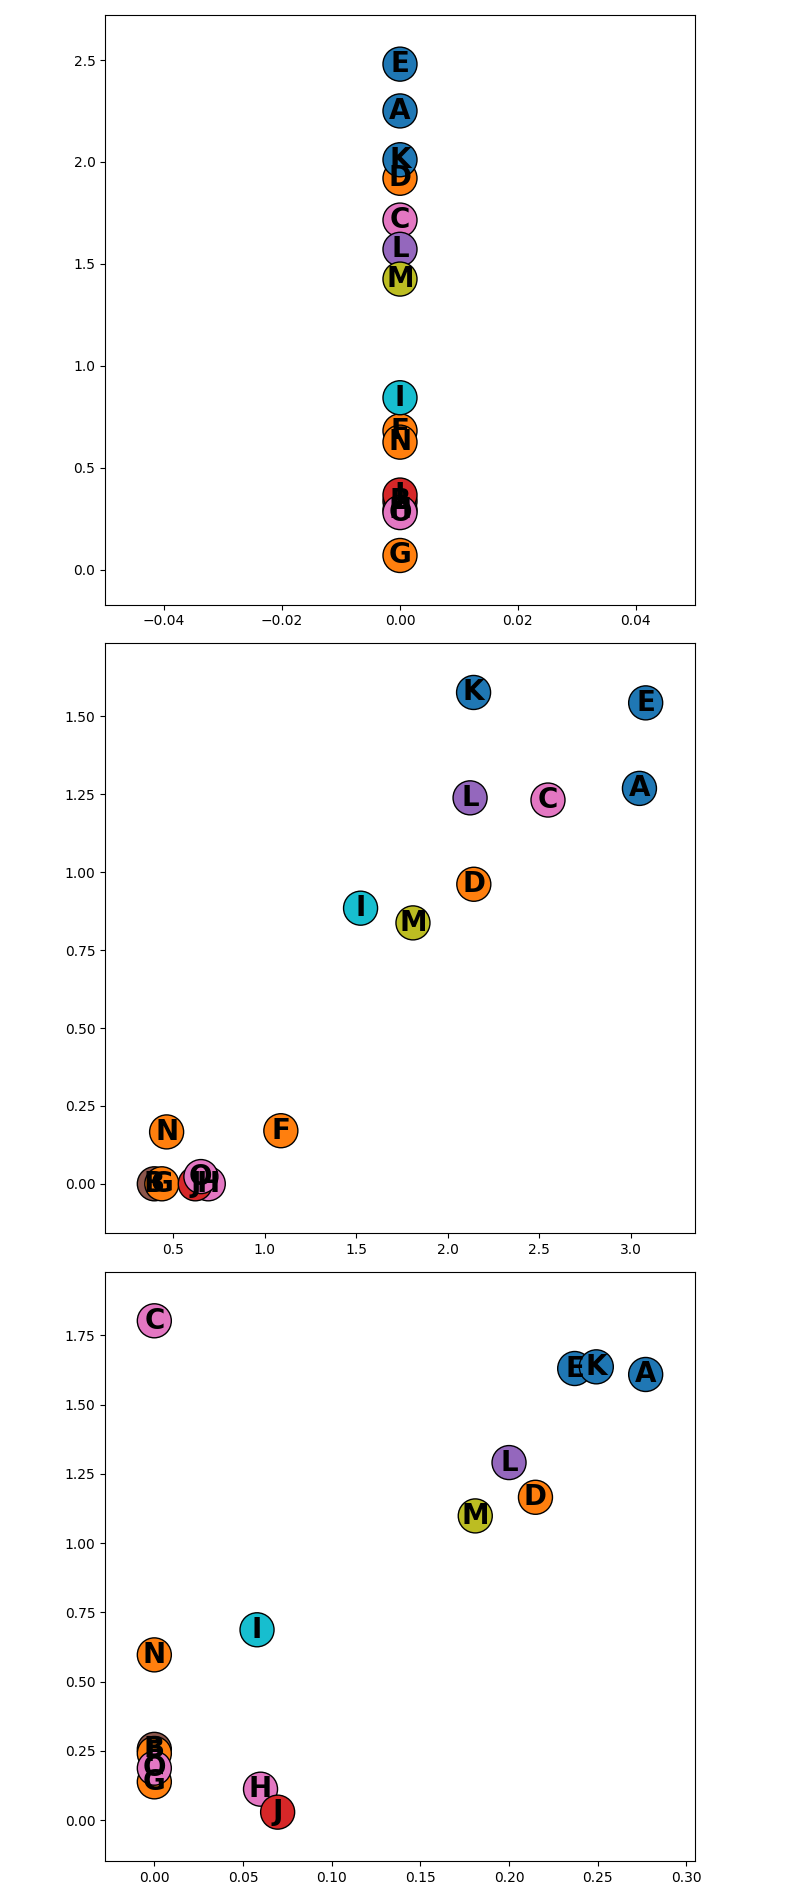 2.5
E
A
K
2.0
D
C
L
1.5
M
1.0
I
F
N
0.5
J
B
O
G
0.0
−0.04 −0.02 0.00 0.02 0.04
K
E
1.50
L C A
1.25
1.00
D
I
M
0.75
0.50
0.25
N F
O
0.00 B G J H
0.5 1.0 1.5 2.0 2.5 3.0
C
1.75
E K A
1.50
L
1.25
D
M
1.00
0.75
I
N
0.50
0.25
B
O
G H
J
0.00
0.00 0.05 0.10 0.15 0.20 0.25 0.30